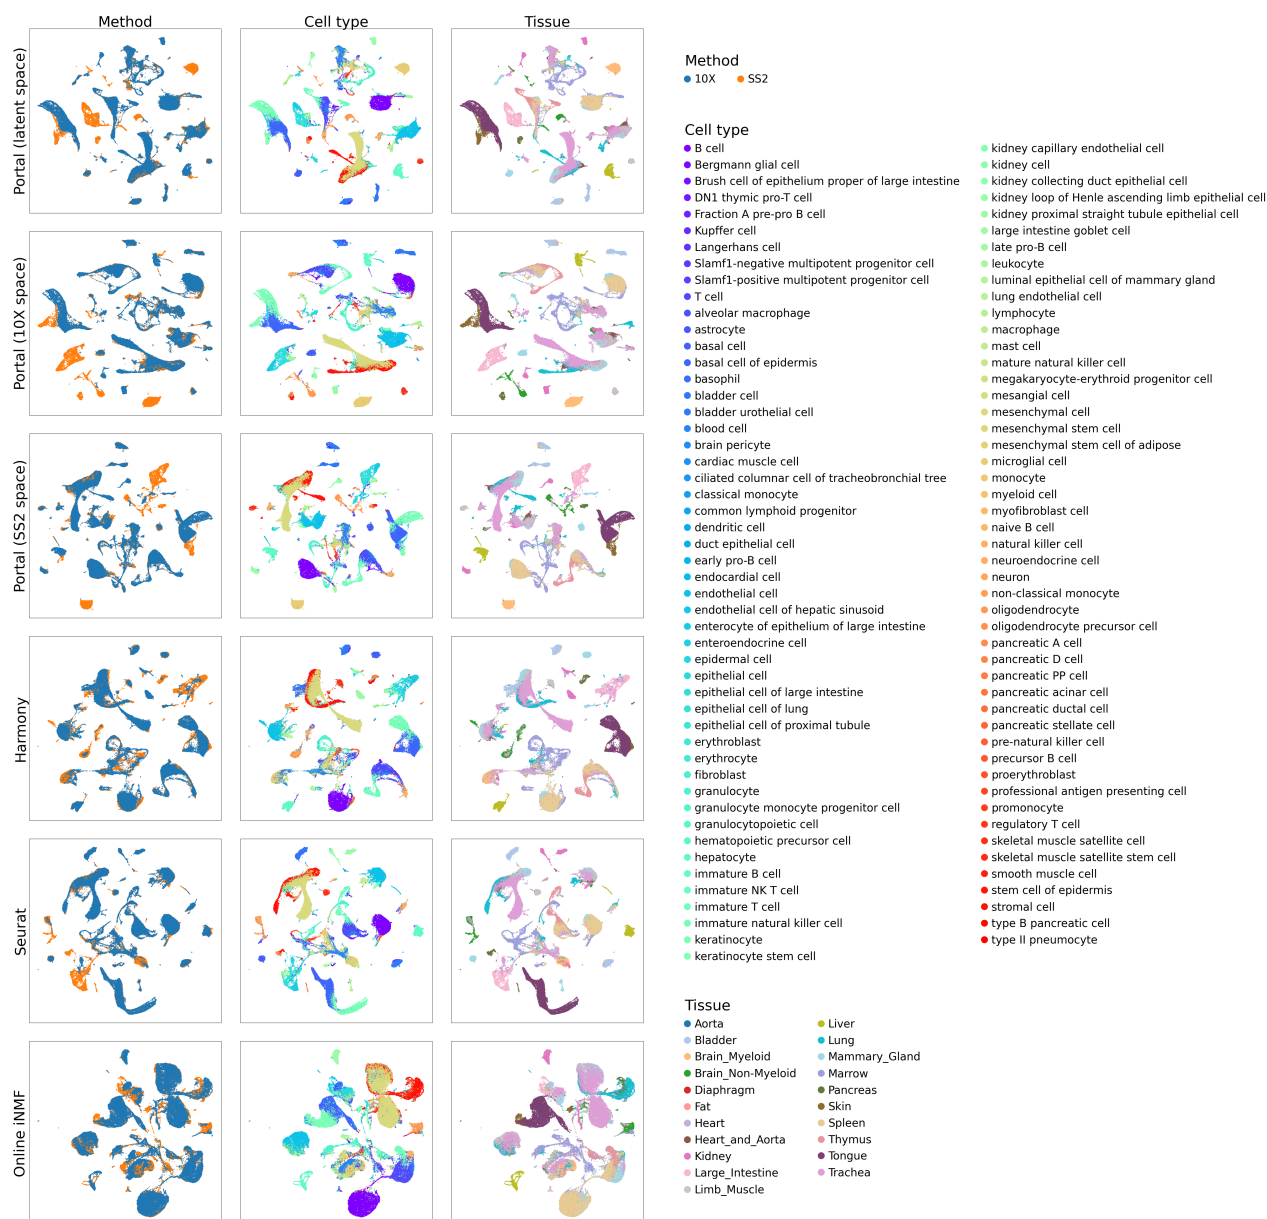 Method
Cell type
Tissue
Portal (latent space)
Portal (10X space)
Portal (SS2 space)
Harmony
Seurat
Online iNMF
Method
10X
SS2
Cell type
B cell
Bergmann glial cell
Brush cell of epithelium proper of large intestine
DN1 thymic pro-T cell
Fraction A pre-pro B cell
Kupffer cell
Langerhans cell
Slamf1-negative multipotent progenitor cell
Slamf1-positive multipotent progenitor cell
T cell
alveolar macrophage
astrocyte
basal cell
basal cell of epidermis
basophil
bladder cell
bladder urothelial cell
blood cell
brain pericyte
cardiac muscle cell
ciliated columnar cell of tracheobronchial tree
classical monocyte
common lymphoid progenitor
dendritic cell
duct epithelial cell
early pro-B cell
endocardial cell
endothelial cell
endothelial cell of hepatic sinusoid
enterocyte of epithelium of large intestine
enteroendocrine cell
epidermal cell
epithelial cell
epithelial cell of large intestine
epithelial cell of lung
epithelial cell of proximal tubule
erythroblast
erythrocyte
fibroblast
granulocyte
granulocyte monocyte progenitor cell
granulocytopoietic cell
hematopoietic precursor cell
hepatocyte
immature B cell
immature NK T cell
immature T cell
immature natural killer cell
keratinocyte
keratinocyte stem cell
kidney capillary endothelial cell
kidney cell
kidney collecting duct epithelial cell
kidney loop of Henle ascending limb epithelial cell
kidney proximal straight tubule epithelial cell
large intestine goblet cell
late pro-B cell
leukocyte
luminal epithelial cell of mammary gland
lung endothelial cell
lymphocyte
macrophage
mast cell
mature natural killer cell
megakaryocyte-erythroid progenitor cell
mesangial cell
mesenchymal cell
mesenchymal stem cell
mesenchymal stem cell of adipose
microglial cell
monocyte
myeloid cell
myofibroblast cell
naive B cell
natural killer cell
neuroendocrine cell
neuron
non-classical monocyte
oligodendrocyte
oligodendrocyte precursor cell
pancreatic A cell
pancreatic D cell
pancreatic PP cell
pancreatic acinar cell
pancreatic ductal cell
pancreatic stellate cell
pre-natural killer cell
precursor B cell
proerythroblast
professional antigen presenting cell
promonocyte
regulatory T cell
skeletal muscle satellite cell
skeletal muscle satellite stem cell
smooth muscle cell
stem cell of epidermis
stromal cell
type B pancreatic cell
type II pneumocyte
Tissue
Aorta
Bladder
Brain_Myeloid
Brain_Non-Myeloid
Diaphragm
Fat
Heart
Heart_and_Aorta
Kidney
Large_Intestine
Limb_Muscle
Liver
Lung
Mammary_Gland
Marrow
Pancreas
Skin
Spleen
Thymus
Tongue
Trachea